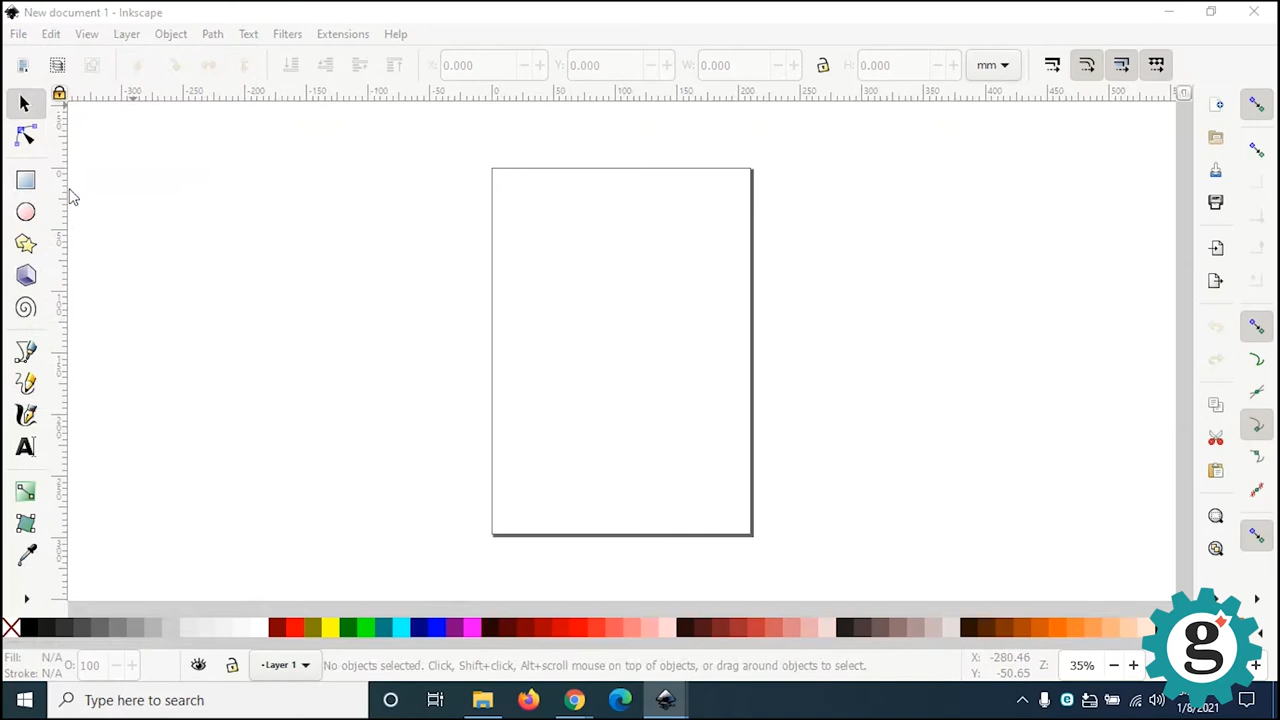 New document 1 - Inkscape
File Edit View Layer Object Path Text Filters Extensions Help
X: 0.000 Y: 0.000 W: 0.000 H: 0.000 mm
-300 -250 -200 -150 -100 -50 0 50 100 150 200 250 300 350 400 450 500
Fill: N/A
Stroke: N/A
O: 100
Layer 1
No objects selected. Click, Shift+click, Alt+scroll mouse on top of objects, or drag around objects to select.
X: -280.46
Y: -50.65
Z: 35%
g
Type here to search
1/8/2021